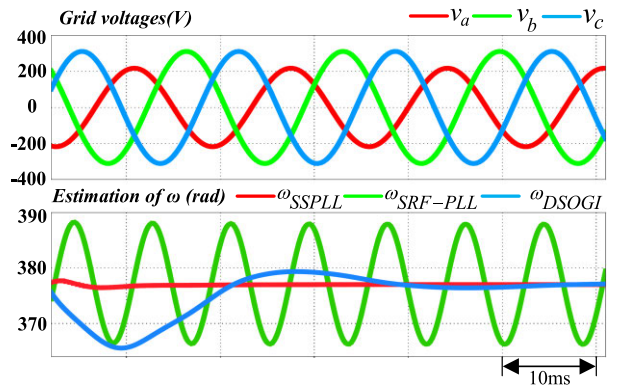 Grid voltages(V) v_a v_b v_c
400
200
0
-200
-400
Estimation of ω (rad) ω_SSPLL ω_SRF-PLL ω_DSOGI
390
380
370
10ms